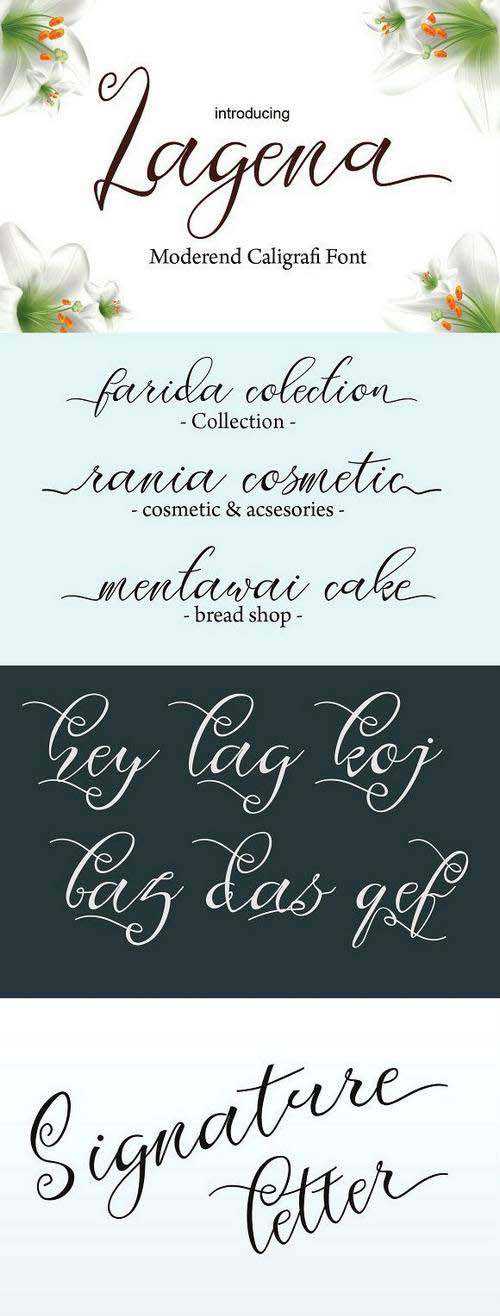 introducing
Lagena
Moderend Caligrafi Font
farida colection
- Collection -
rania cosmetic
- cosmetic & acsesories -
mentawai cake
- bread shop -
hey lag koj
baz das qef
Signature
letter